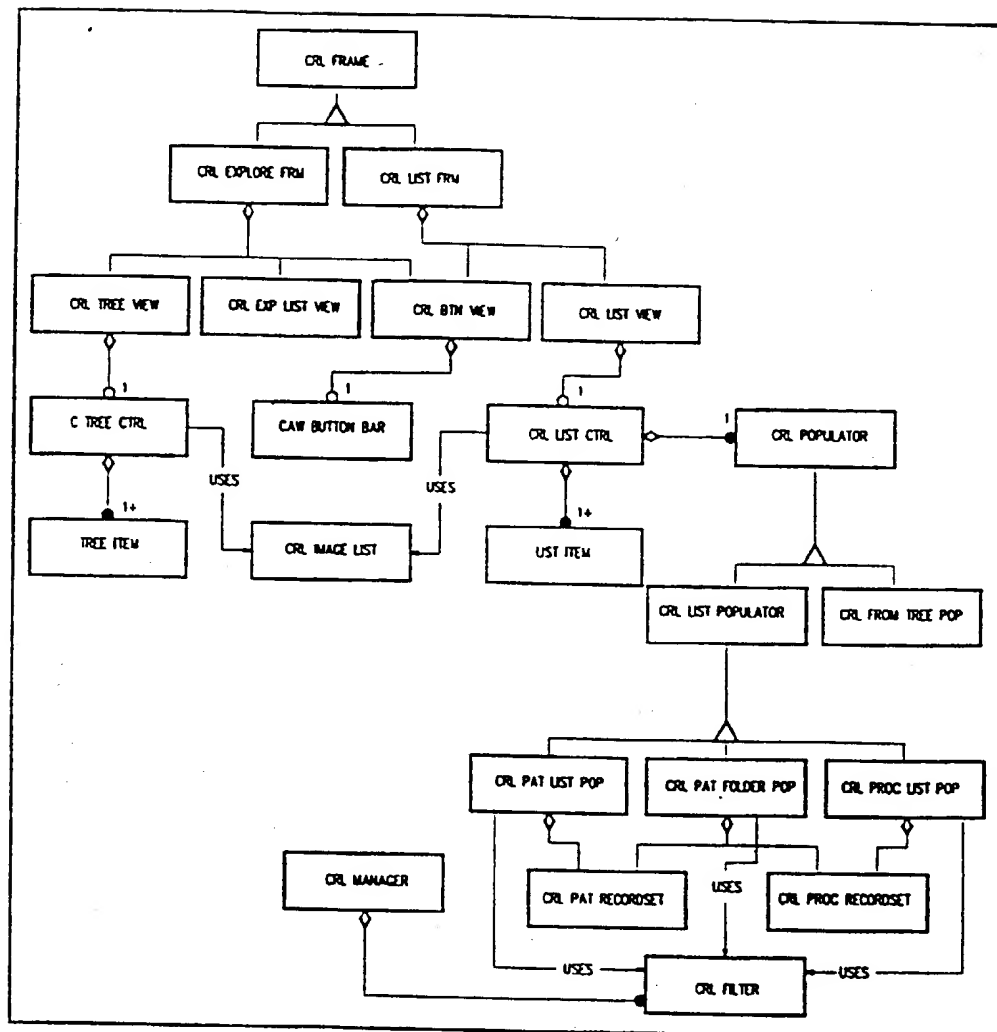 CRL FRAME
CRL EXPLORE FRM
CRL LIST FRM
CRL TREE VIEW
CRL EXP LIST VIEW
CRL BTN VIEW
CRL LIST VIEW
1
1
1
1
C TREE CTRL
CAW BUTTON BAR
CRL LIST CTRL
CRL POPULATOR
USES
USES
1+
1+
TREE ITEM
CRL IMAGE LIST
LIST ITEM
CRL LIST POPULATOR
CRL FROM TREE POP
CRL PAT LIST POP
CRL PAT FOLDER POP
CRL PROC LIST POP
CRL MANAGER
CRL PAT RECORDSET
USES
CRL PROC RECORDSET
USES
USES
CRL FILTER